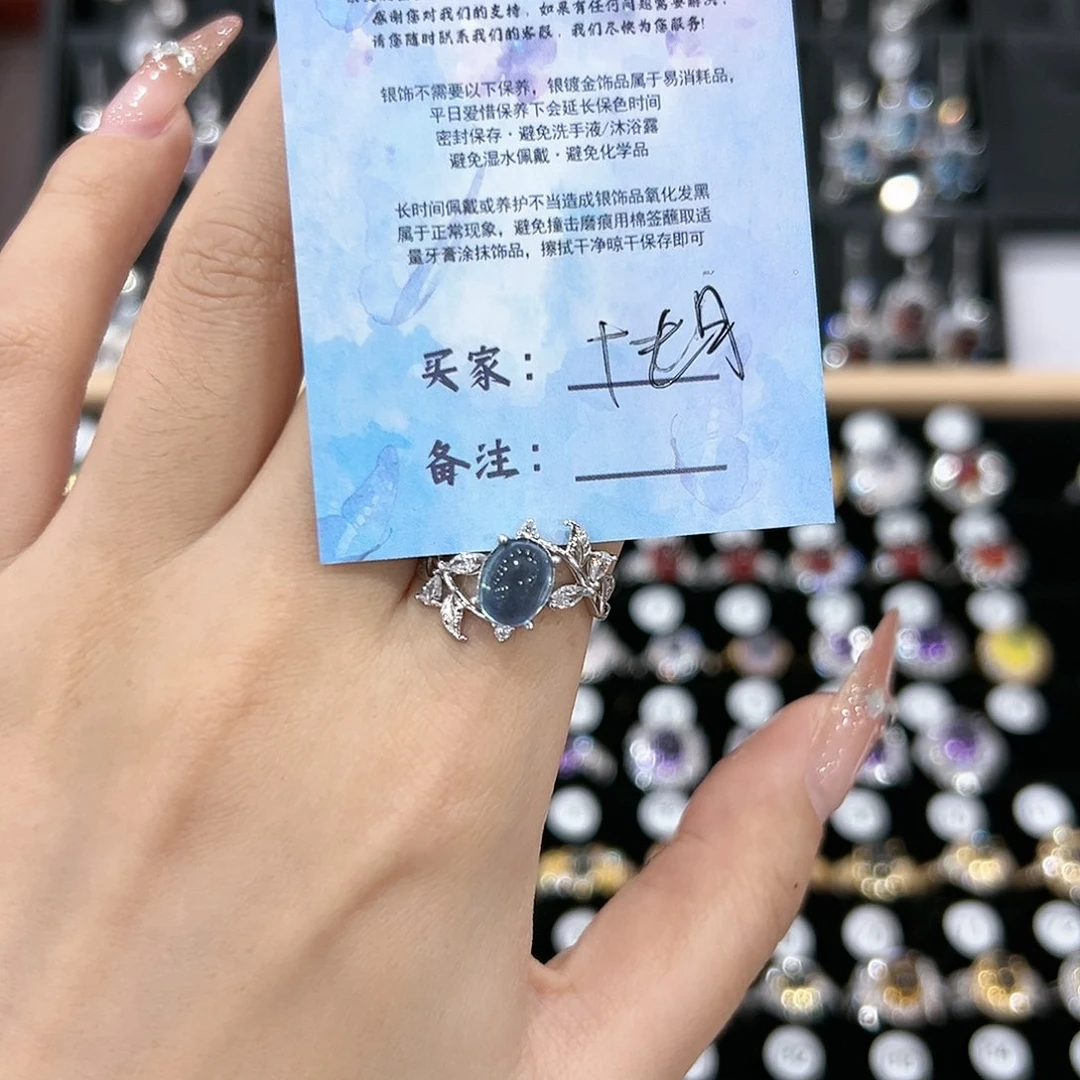 感谢您对我们的支持，如果有任何问题需要解决，
请您随时联系我们的客服，我们尽快为您服务!
银饰不需要以下保养，银镀金饰品属于易消耗品，
平日爱惜保养下会延长保色时间
密封保存·避免洗手液/沐浴露
避免湿水佩戴·避免化学品
长时间佩戴或养护不当造成银饰品氧化发黑
属于正常现象，避免撞击磨痕用棉签蘸取适
量牙膏涂抹饰品，擦拭干净晾干保存即可
买家：
备注：